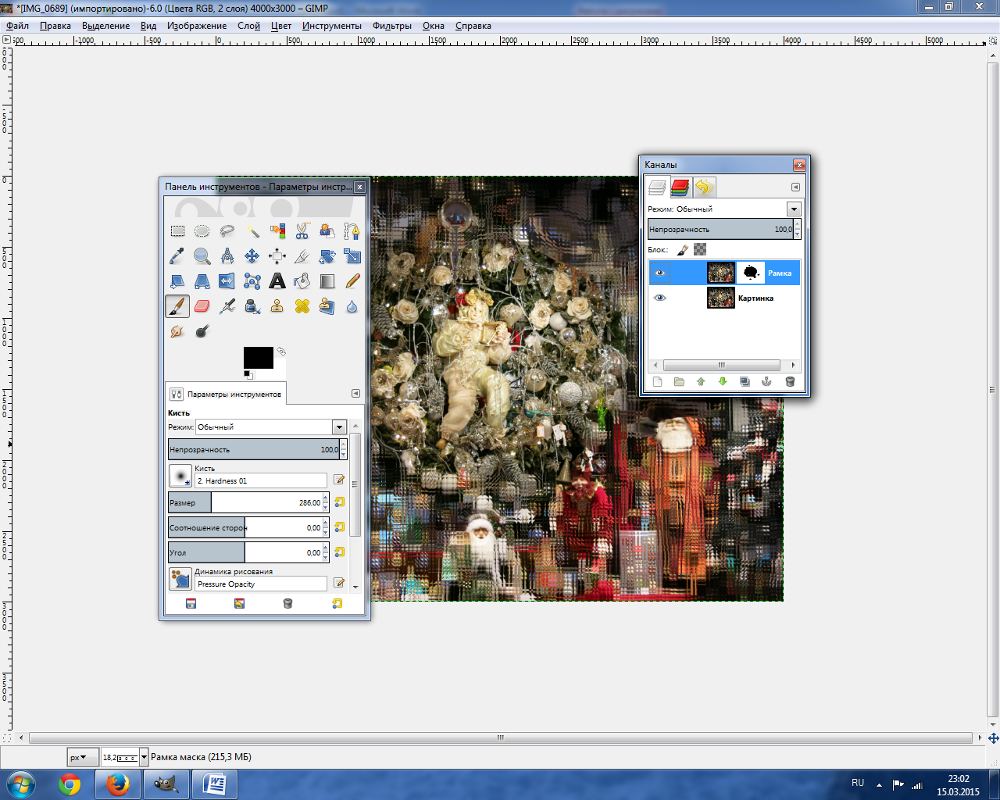 *[IMG_0689] (импортировано)-6.0 (Цвета RGB, 2 слоя) 4000x3000 – GIMP
Файл Правка Выделение Вид Изображение Слой Цвет Инструменты Фильтры Окна Справка
-1000 -500 0 500 1000 1500 2000 2500 3000 3500 4000 4500 5000
Панель инструментов - Параметры инстр...
Параметры инструментов
Кисть
Режим: Обычный
Непрозрачность 100,0
Кисть
2. Hardness 01
Размер 286,00
Соотношение сторон 0,00
Угол 0,00
Динамика рисования
Pressure Opacity
Каналы
Режим: Обычный
Непрозрачность 100,0
Блок.:
Рамка
Картинка
px 18,2 Рамка маска (215,3 МБ)
RU
23:02
15.03.2015